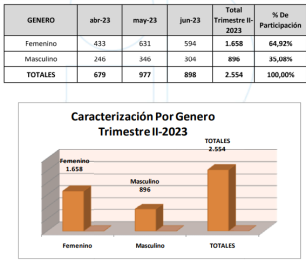 GENERO abr-23 may-23 jun-23 Total Trimestre II-2023 % De Participación
Femenino 433 631 594 1.658 64,92%
Masculino 246 346 304 896 35,08%
TOTALES 679 977 898 2.554 100,00%
Caracterización Por Genero
Trimestre II-2023
TOTALES
2.554
Femenino
1.658
Masculino
896
Femenino Masculino TOTALES